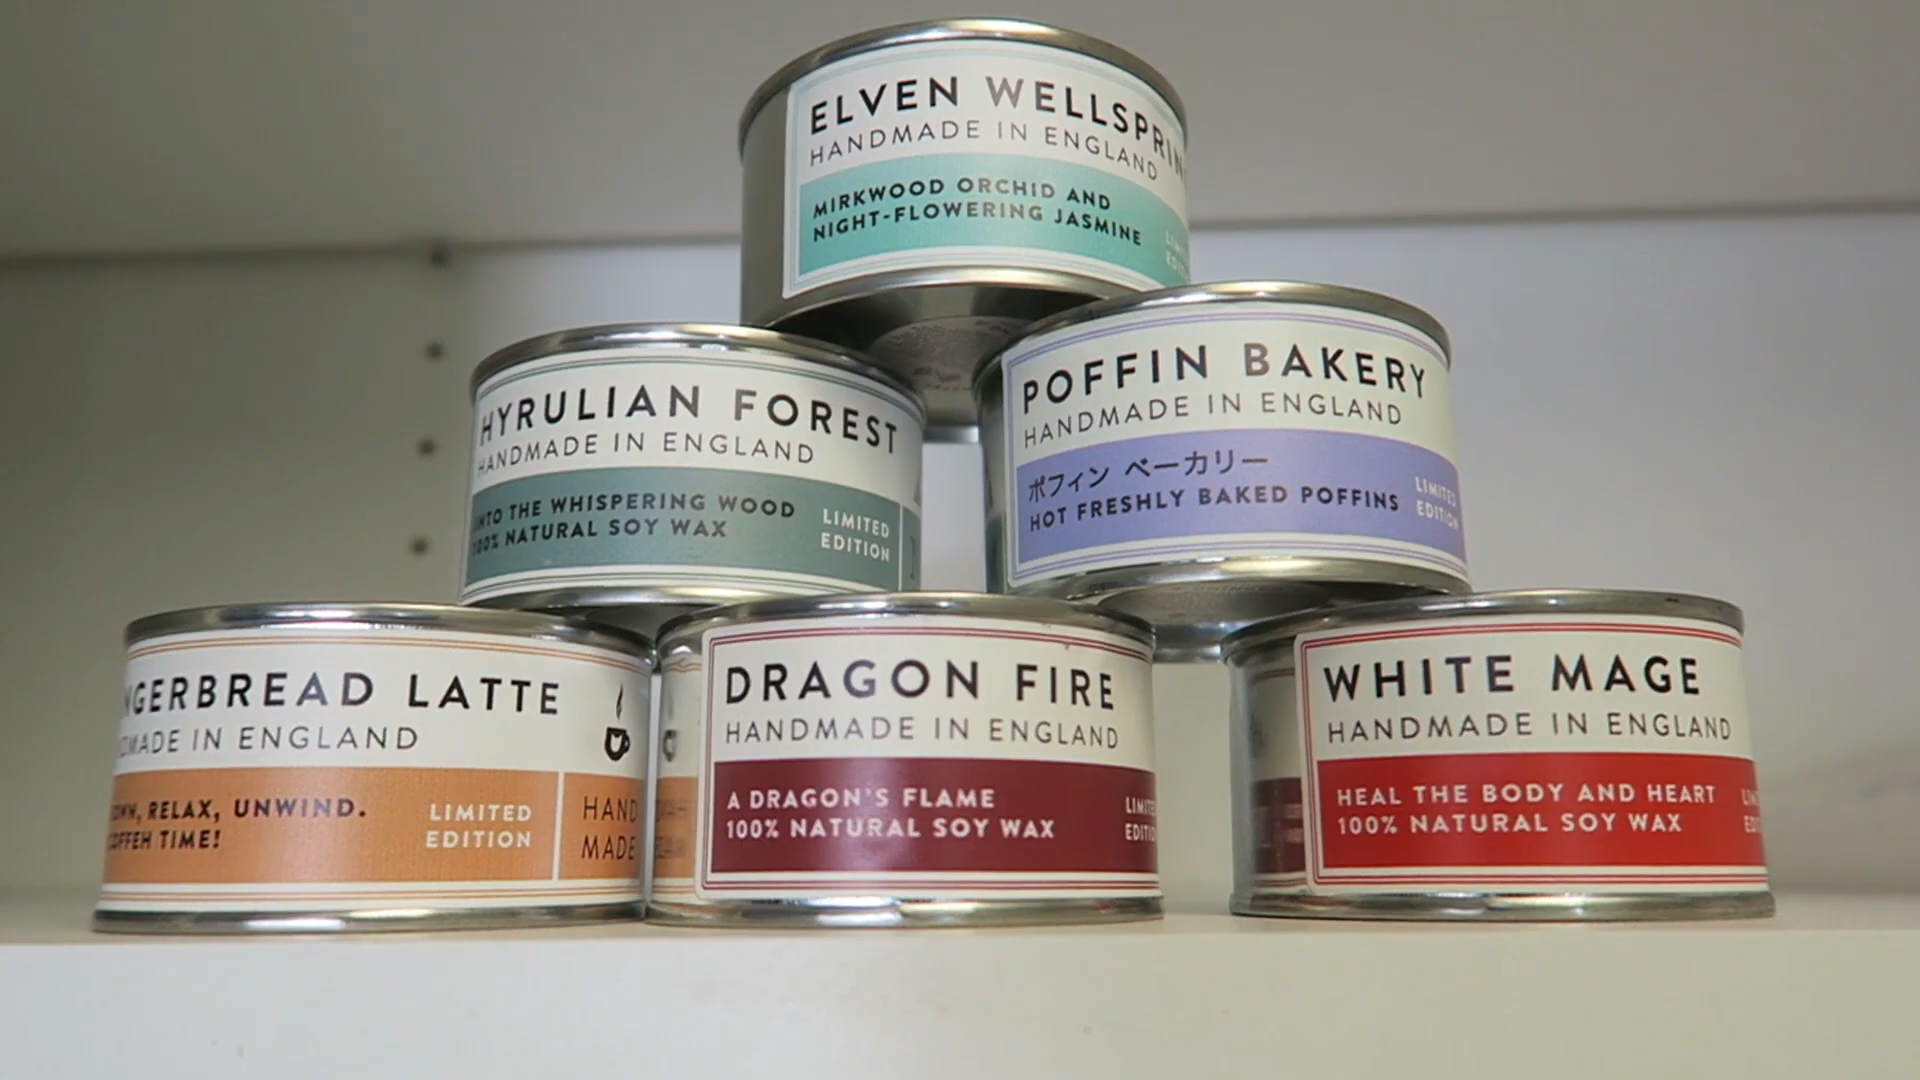 ELVEN WELLSPRIN
HANDMADE IN ENGLAND
MIRKWOOD ORCHID AND
NIGHT-FLOWERING JASMINE
HYRULIAN FOREST
HANDMADE IN ENGLAND
INTO THE WHISPERING WOOD
100% NATURAL SOY WAX
LIMITED
EDITION
POFFIN BAKERY
HANDMADE IN ENGLAND
ポフィン ベーカリー
HOT FRESHLY BAKED POFFINS
LIMITED
EDITION
NGERBREAD LATTE
DMADE IN ENGLAND
OWN, RELAX, UNWIND.
OFFEH TIME!
LIMITED
EDITION
HAND
MADE
DRAGON FIRE
HANDMADE IN ENGLAND
A DRAGON'S FLAME
100% NATURAL SOY WAX
LIMITE
EDITIO
WHITE MAGE
HANDMADE IN ENGLAND
HEAL THE BODY AND HEART
100% NATURAL SOY WAX